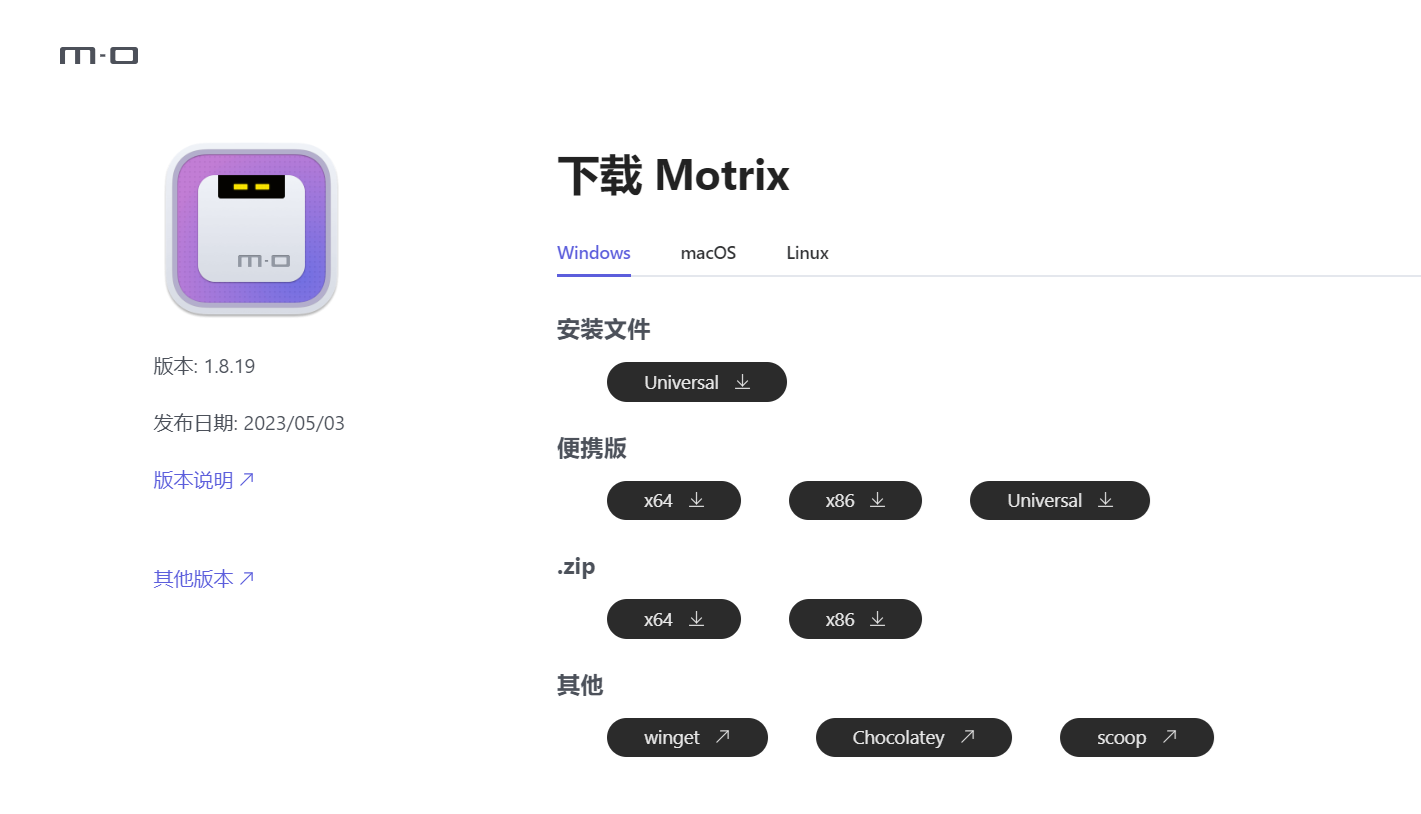 m-o
m-o
版本: 1.8.19
发布日期: 2023/05/03
版本说明
其他版本
下载 Motrix
Windows macOS Linux
安装文件
Universal
便携版
x64 x86 Universal
.zip
x64 x86
其他
winget Chocolatey scoop